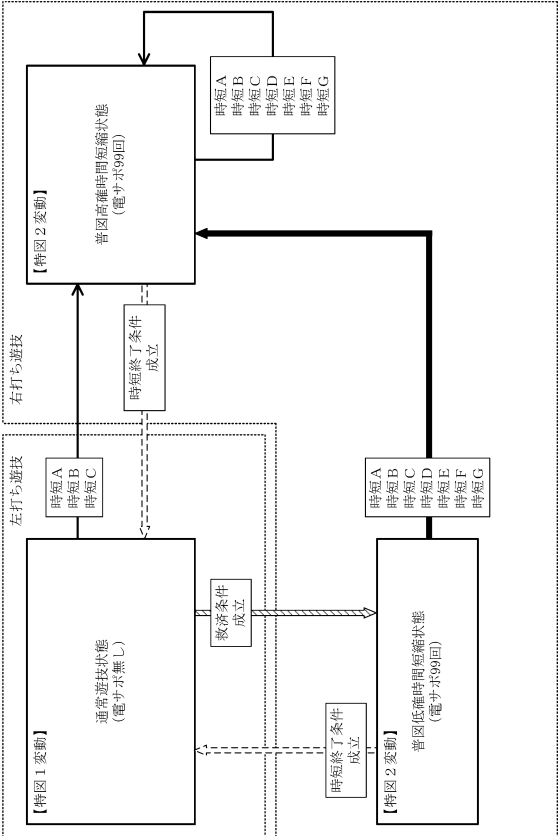 左打ち遊技
【特図1変動】
通常遊技状態
(電サポ無し)
時短A
時短B
時短C
右打ち遊技
【特図2変動】
普図高確時間短縮状態
(電サポ99回)
時短A
時短B
時短C
時短D
時短E
時短F
時短G
時短終了条件
成立
救済条件
成立
時短終了条件
成立
【特図2変動】
普図低確時間短縮状態
(電サポ99回)
時短A
時短B
時短C
時短D
時短E
時短F
時短G